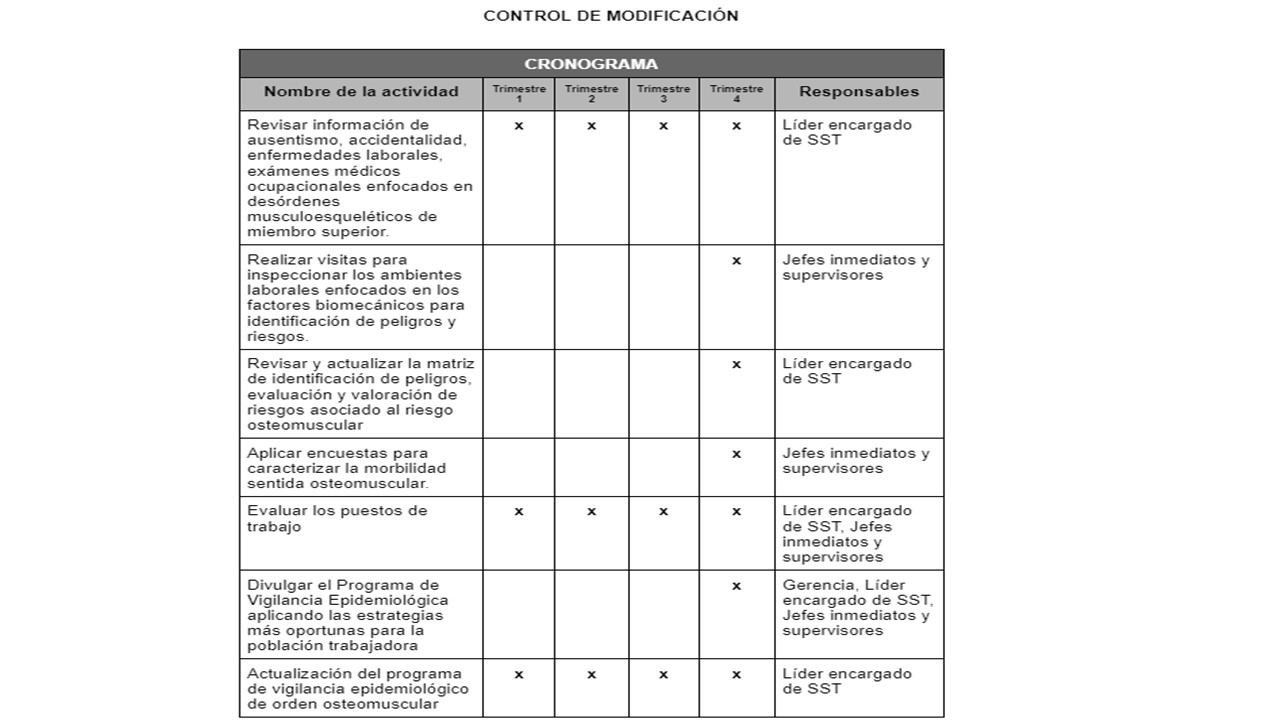 CONTROL DE MODIFICACIÓN
CRONOGRAMA
Nombre de la actividad Trimestre 1 Trimestre 2 Trimestre 3 Trimestre 4 Responsables
Revisar información de x x x x Líder encargado
ausentismo, accidentalidad, de SST
enfermedades laborales,
exámenes médicos
ocupacionales enfocados en
desórdenes
musculoesqueléticos de
miembro superior.
Realizar visitas para x Jefes inmediatos y
inspeccionar los ambientes supervisores
laborales enfocados en los
factores biomecánicos para
identificación de peligros y
riesgos.
Revisar y actualizar la matriz x Líder encargado
de identificación de peligros, de SST
evaluación y valoración de
riesgos asociado al riesgo
osteomuscular
Aplicar encuestas para x Jefes inmediatos y
caracterizar la morbilidad supervisores
sentida osteomuscular.
Evaluar los puestos de x x x x Líder encargado
trabajo de SST, Jefes
inmediatos y
supervisores
Divulgar el Programa de x Gerencia, Líder
Vigilancia Epidemiológica encargado de SST,
aplicando las estrategias Jefes inmediatos y
más oportunas para la supervisores
población trabajadora
Actualización del programa x x x x Líder encargado
de vigilancia epidemiológico de SST
de orden osteomuscular